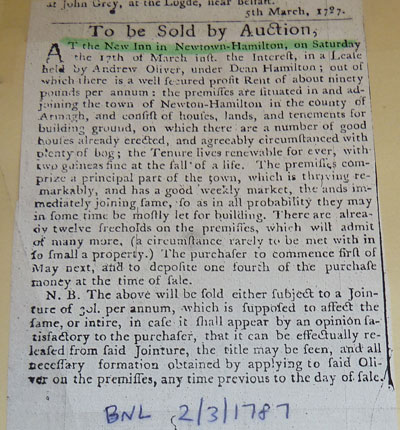 at John Grey, at the Logde, near Belfast.
5th March, 1787.
To be Sold by Auction,
AT the New Inn in Newtown-Hamilton, on Saturday
the 17th of March inst. the Interest, in a Lease
held by Andrew Oliver, under Dean Hamilton; out of
which there is a well secured profit Rent of about ninety
pounds per annum: the premisses are situated in and ad-
joining the town of Newton-Hamilton in the county of
Armagh, and consist of houses, lands, and tenements for
building ground, on which there are a number of good
houses already erected, and agreeably circumstanced with
plenty of bog; the Tenure lives renewable for ever, with
two guineas fine at the fall of a life. The premisses com-
prize a principal part of the town, which is thriving re-
markably, and has a good weekly market, the lands im-
mediately joining same, so as in all probability they may
in some time be mostly let for building. There are alrea-
dy twelve freeholds on the premisses, which will admit
of many more, (a circumstance rarely to be met with in
so small a property.) The purchaser to commence first of
May next, and to deposite one fourth of the purchase
money at the time of sale.
N. B. The above will be sold either subject to a Join-
ture of 30l. per annum, which is supposed to affect the
same, or intire, in case it shall appear by an opinion sa-
tisfactory to the purchaser, that it can be effectually re-
leased from said Jointure, the title may be seen, and all
necessary formation obtained by applying to said Oli-
ver on the premisses, any time previous to the day of sale.
BNL 2/3/1787